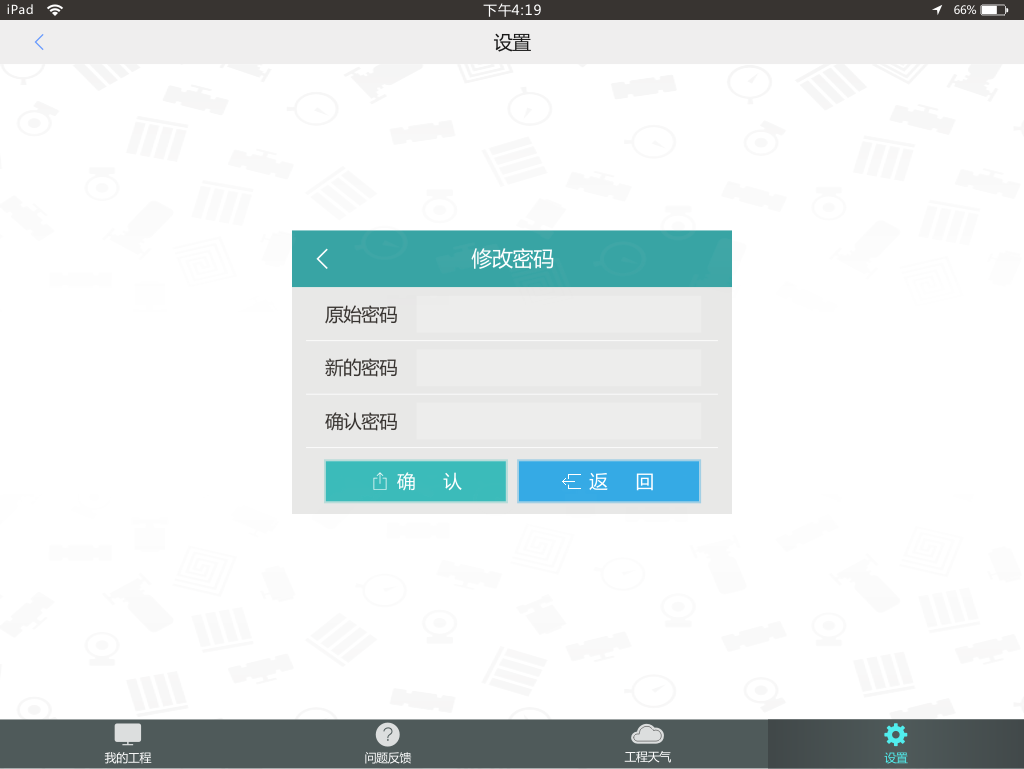 iPad 下午4:19 66%
设置
修改密码
原始密码
新的密码
确认密码
确 认 返 回
我的工程 问题反馈 工程天气 设置